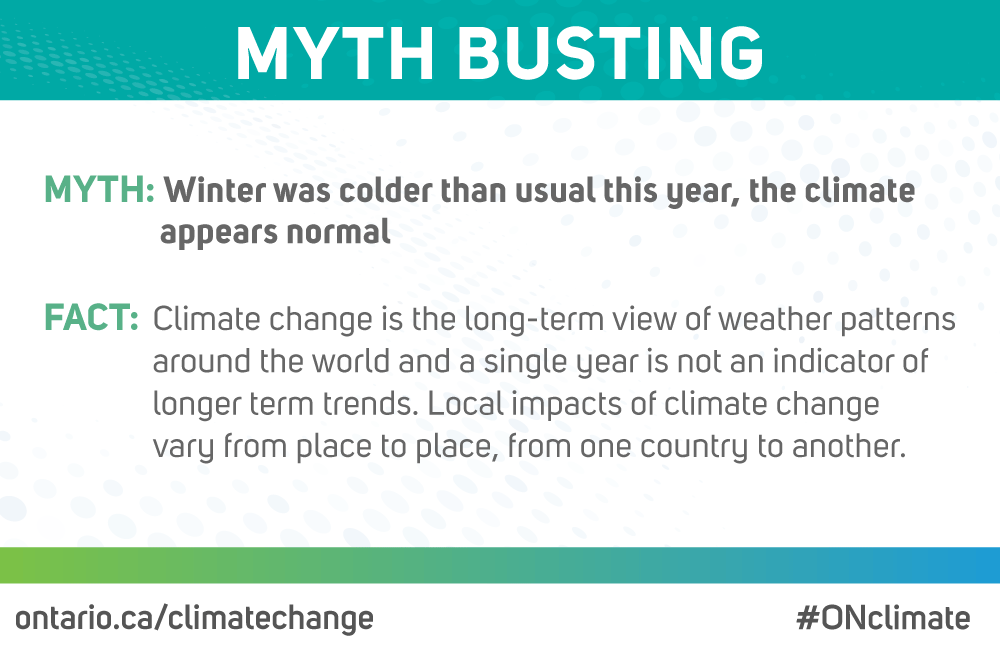 MYTH BUSTING
MYTH: Winter was colder than usual this year, the climate
appears normal
FACT: Climate change is the long-term view of weather patterns
around the world and a single year is not an indicator of
longer term trends. Local impacts of climate change
vary from place to place, from one country to another.
ontario.ca/climatechange
#ONclimate